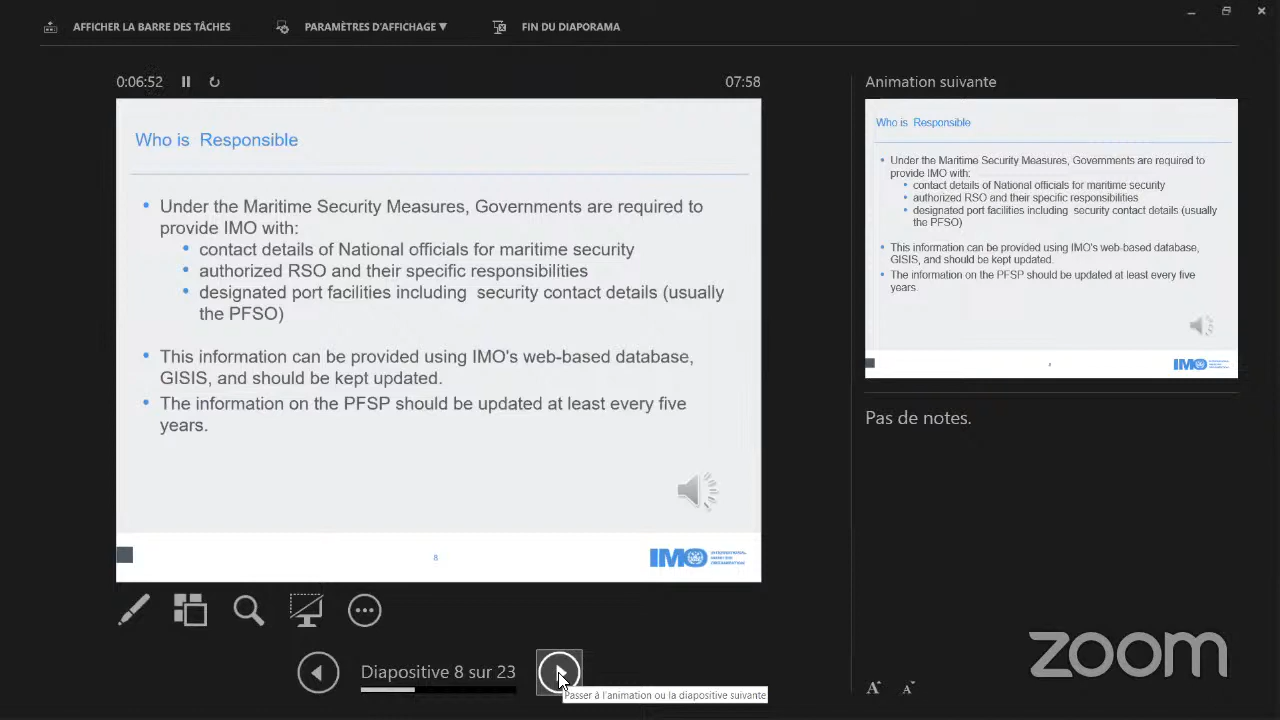 AFFICHER LA BARRE DES TÂCHES
PARAMÈTRES D'AFFICHAGE ▼
FIN DU DIAPORAMA
0:06:52
07:58
Who is  Responsible
Under the Maritime Security Measures, Governments are required to
provide IMO with:
contact details of National officials for maritime security
authorized RSO and their specific responsibilities
designated port facilities including  security contact details (usually
the PFSO)
This information can be provided using IMO's web-based database,
GISIS, and should be kept updated.
The information on the PFSP should be updated at least every five
years.
8
IMO
Diapositive 8 sur 23
Passer à l'animation ou la diapositive suivante
Animation suivante
Who is  Responsible
Under the Maritime Security Measures, Governments are required to
provide IMO with:
contact details of National officials for maritime security
authorized RSO and their specific responsibilities
designated port facilities including  security contact details (usually
the PFSO)
This information can be provided using IMO's web-based database,
GISIS, and should be kept updated.
The information on the PFSP should be updated at least every five
years.
IMO
Pas de notes.
A A
zoom